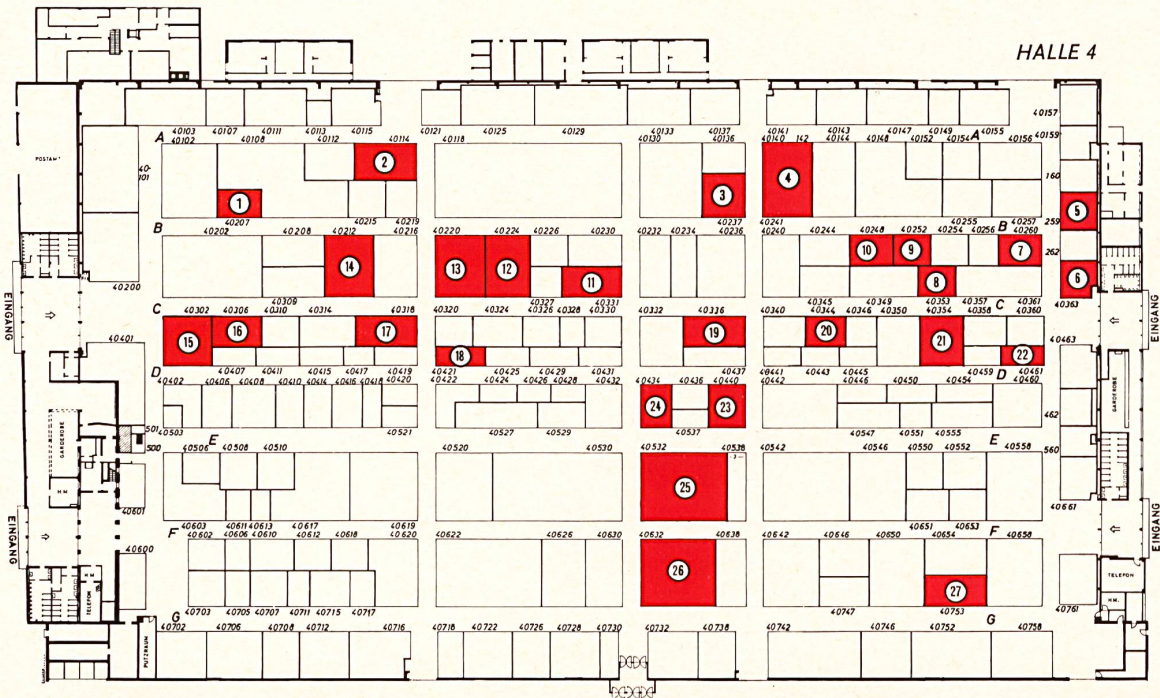 HALLE 4
40103 40107 40111 40113 40115 40121 40125 40129 40133 40137 40141 40143 40147 40149 40155 40157
A 40102 40108 40112 40114 40118 40130 40136 40140 142 40144 40148 40152 40154 A 40156 40159
POSTAMT
40-
101
2
4
160
1
3
5
40207 40215 40219 40237 40241 40255 40257 259
B 40202 40208 40212 40216 40220 40224 40226 40230 40232 40234 40236 40240 40244 40248 40252 40254 40256 B 40260
10 9 7 262
14 13 12 11 8 6
40200 40309 40327 40331 40345 40349 40353 40357 40361 40363
EINGANG
C 40302 40306 40310 40314 40318 40320 40324 40326 40328 40330 40332 40336 40340 40344 40346 40350 40354 40358 C 40360
EINGANG
40401 15 16 17 18 19 20 21 22 40463
40407 40411 40415 40417 40419 40421 40425 40429 40431 40437 40441 40443 40445 40459 40461
D 40402 40406 40408 40410 40414 40416 40418 40420 40422 40424 40426 40428 40432 40434 40436 40440 40442 40446 40450 40454 D 40460
GARDEROBE
24 23
462
GARDEROBE
501 40503 40521 40527 40529 40537 40547 40551 40555
500 40506 E 40508 40510 40520 40530 40532 40538 40542 40546 40550 40552 E 40558 560
25
H.M.
40601 40603 40611 40613 40617 40619 40651 40653 40661
EINGANG
F 40602 40606 40610 40612 40618 40620 40622 40626 40630 40632 40638 40642 40646 40650 40654 F 40658
EINGANG
40600
26
27
H.M.
TELEFON
TELEFON
H.M.
40703 40705 40707 40711 40715 40717 40747 40753 40761
G 40702 40706 40708 40712 40716 40718 40722 40726 40728 40730 40732 40738 40742 40746 40752 G 40758
PUTZRAUM